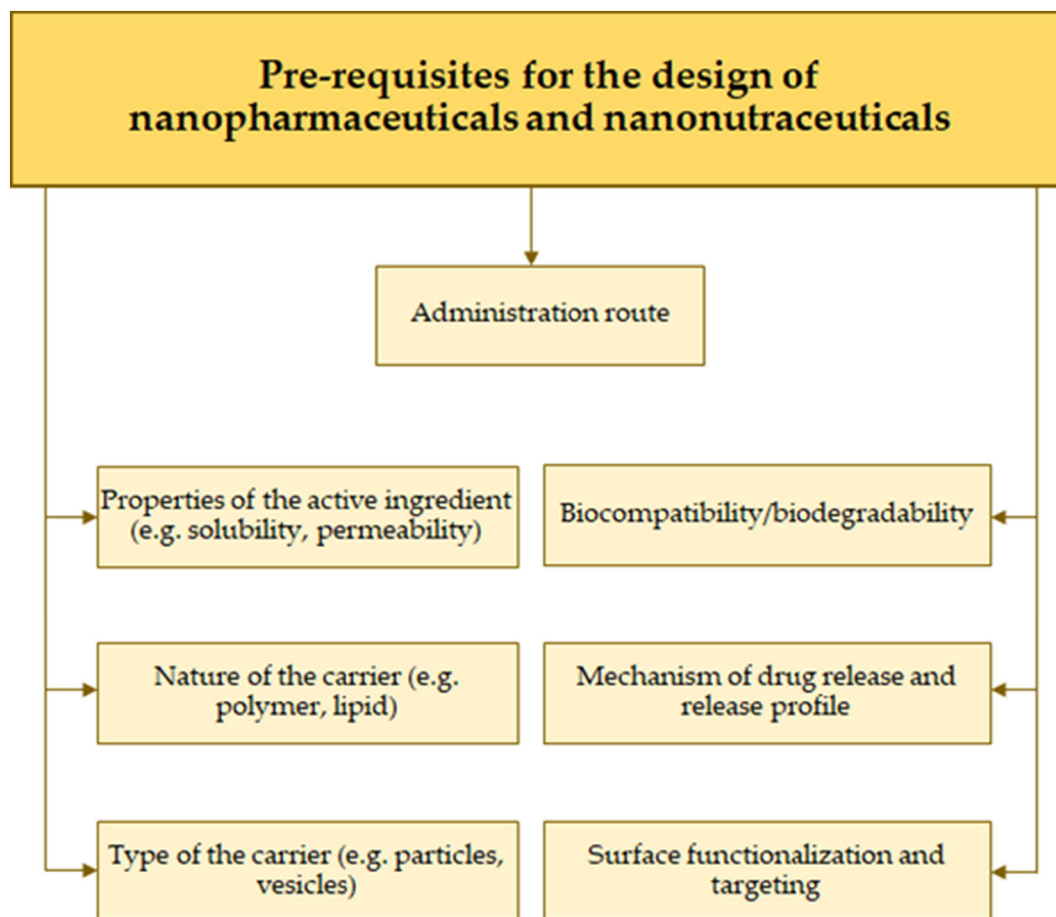 Pre-requisites for the design of
nanopharmaceuticals and nanonutraceuticals
Administration route
Properties of the active ingredient
(e.g. solubility, permeability)
Biocompatibility/biodegradability
Nature of the carrier (e.g.
polymer, lipid)
Mechanism of drug release and
release profile
Type of the carrier (e.g. particles,
vesicles)
Surface functionalization and
targeting